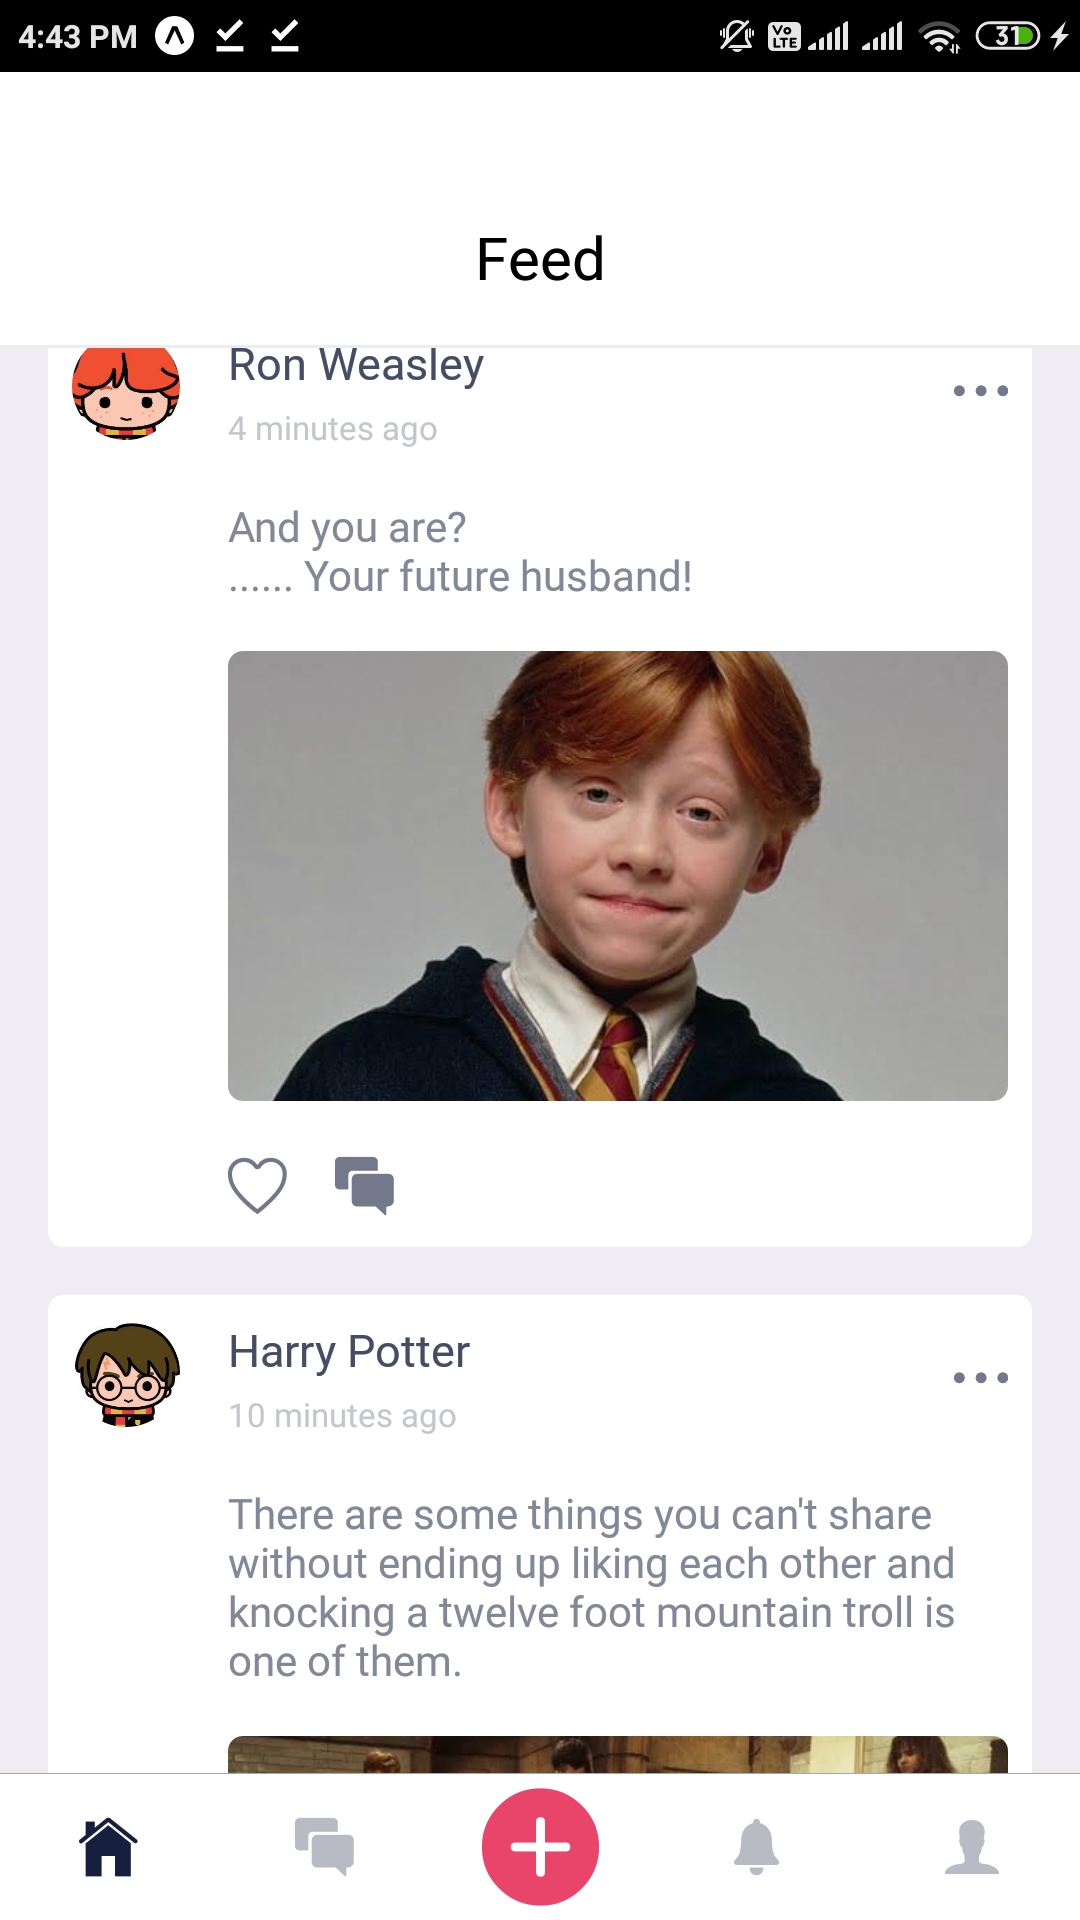 4:43 PM
Vo
LTE
31
Feed
Ron Weasley
4 minutes ago
And you are?
...... Your future husband!
Harry Potter
10 minutes ago
There are some things you can't share
without ending up liking each other and
knocking a twelve foot mountain troll is
one of them.